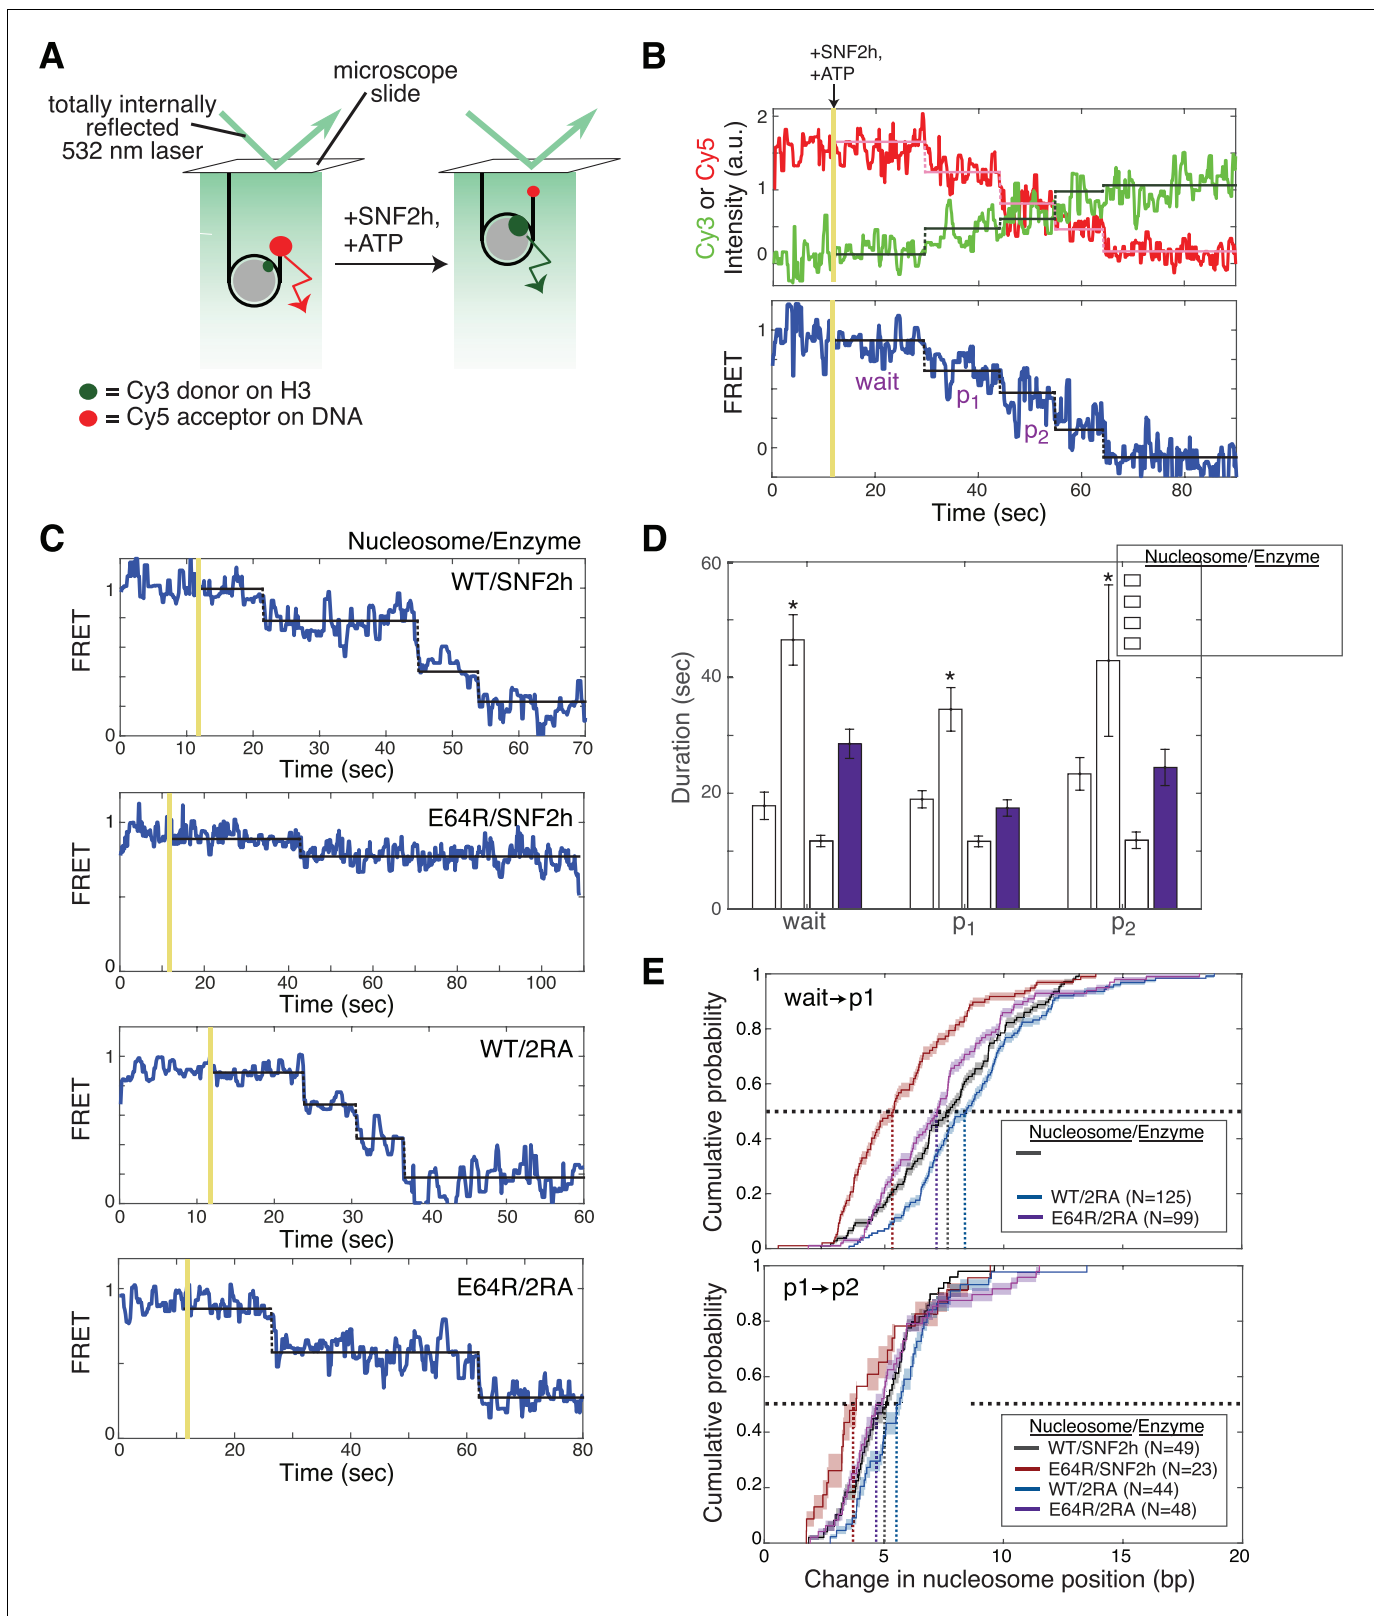 A
microscope
slide
totally internally
reflected
532 nm laser
+SNF2h,
+ATP
= Cy3 donor on H3
= Cy5 acceptor on DNA
B
+SNF2h,
+ATP
Cy3 or Cy5
Intensity (a.u.)
2
1
0
FRET
1
0
wait
p1
p2
0 20 40 60 80
Time (sec)
C
Nucleosome/Enzyme
WT/SNF2h
FRET
1
0
0 10 20 30 40 50 60 70
Time (sec)
E64R/SNF2h
FRET
1
0
0 20 40 60 80 100
Time (sec)
WT/2RA
FRET
1
0
0 10 20 30 40 50 60
Time (sec)
E64R/2RA
FRET
1
0
0 20 40 60 80
Time (sec)
D
Nucleosome/Enzyme
Duration (sec)
60
40
20
0
* * *
wait p1 p2
E
wait→p1
Cumulative probability
1
0.8
0.6
0.4
0.2
0
Nucleosome/Enzyme
WT/2RA (N=125)
E64R/2RA (N=99)
0 5 10 15 20
p1→p2
Cumulative probability
1
0.8
0.6
0.4
0.2
0
Nucleosome/Enzyme
WT/SNF2h (N=49)
E64R/SNF2h (N=23)
WT/2RA (N=44)
E64R/2RA (N=48)
0 5 10 15 20
Change in nucleosome position (bp)